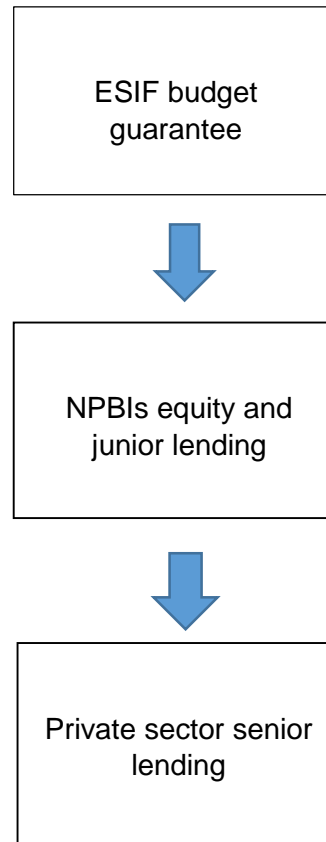 ESIF budget
guarantee
NPBIs equity and
junior lending
Private sector senior
lending